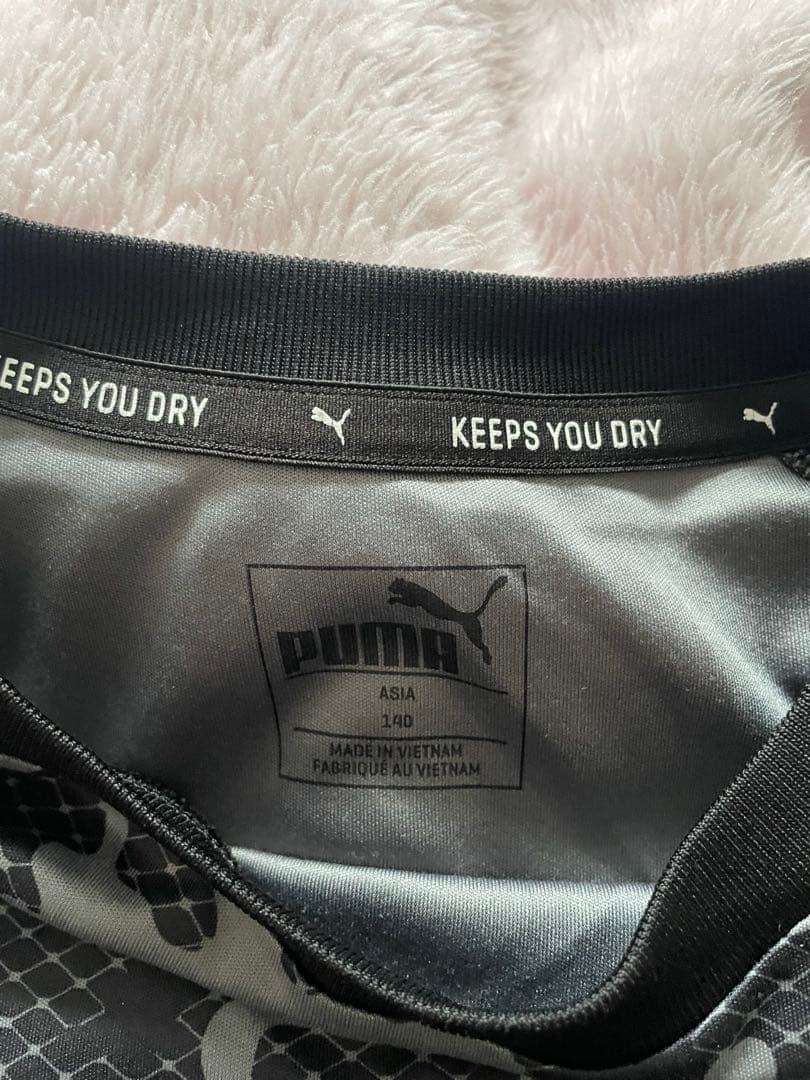 EEPS YOU DRY
KEEPS YOU DRY
PUMA
ASIA
140
MADE IN VIETNAM
FABRIQUÉ AU VIETNAM